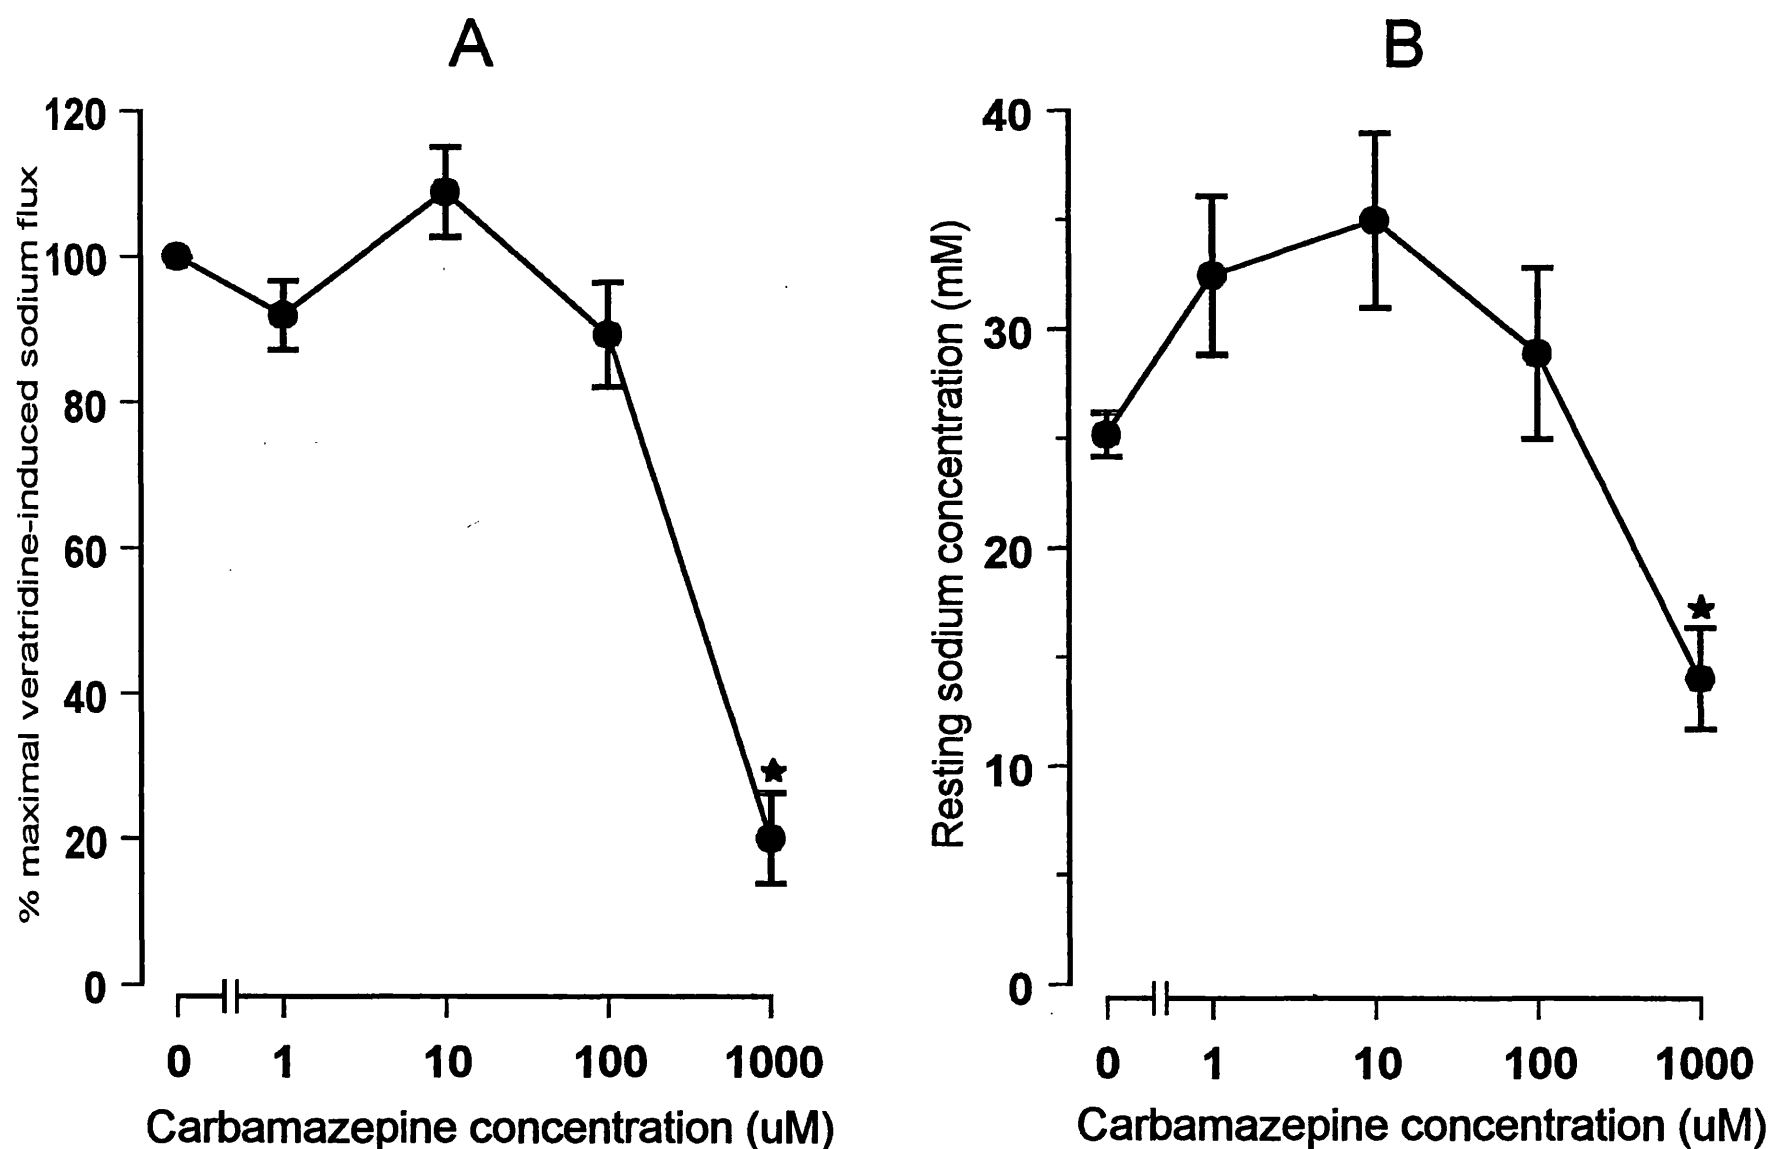 A
120
100
80
60
40
20
0
% maximal veratridine-induced sodium flux
0 1 10 100 1000
Carbamazepine concentration (uM)
B
40
30
20
10
0
Resting sodium concentration (mM)
0 1 10 100 1000
Carbamazepine concentration (uM)